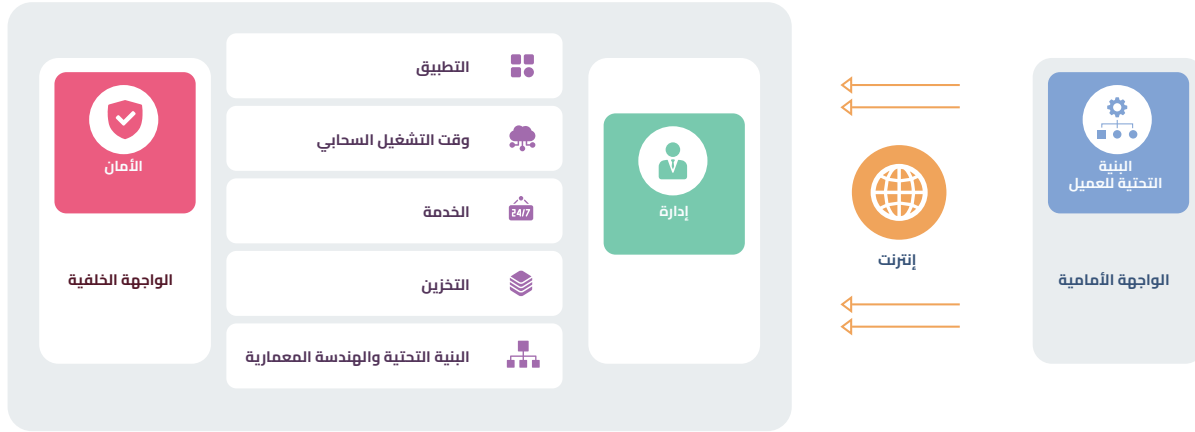 البنية
التحتية للعميل
الواجهة الأمامية
إنترنت
إدارة
التطبيق
وقت التشغيل السحابي
24/7
الخدمة
التخزين
البنية التحتية والهندسة المعمارية
الأمان
الواجهة الخلفية